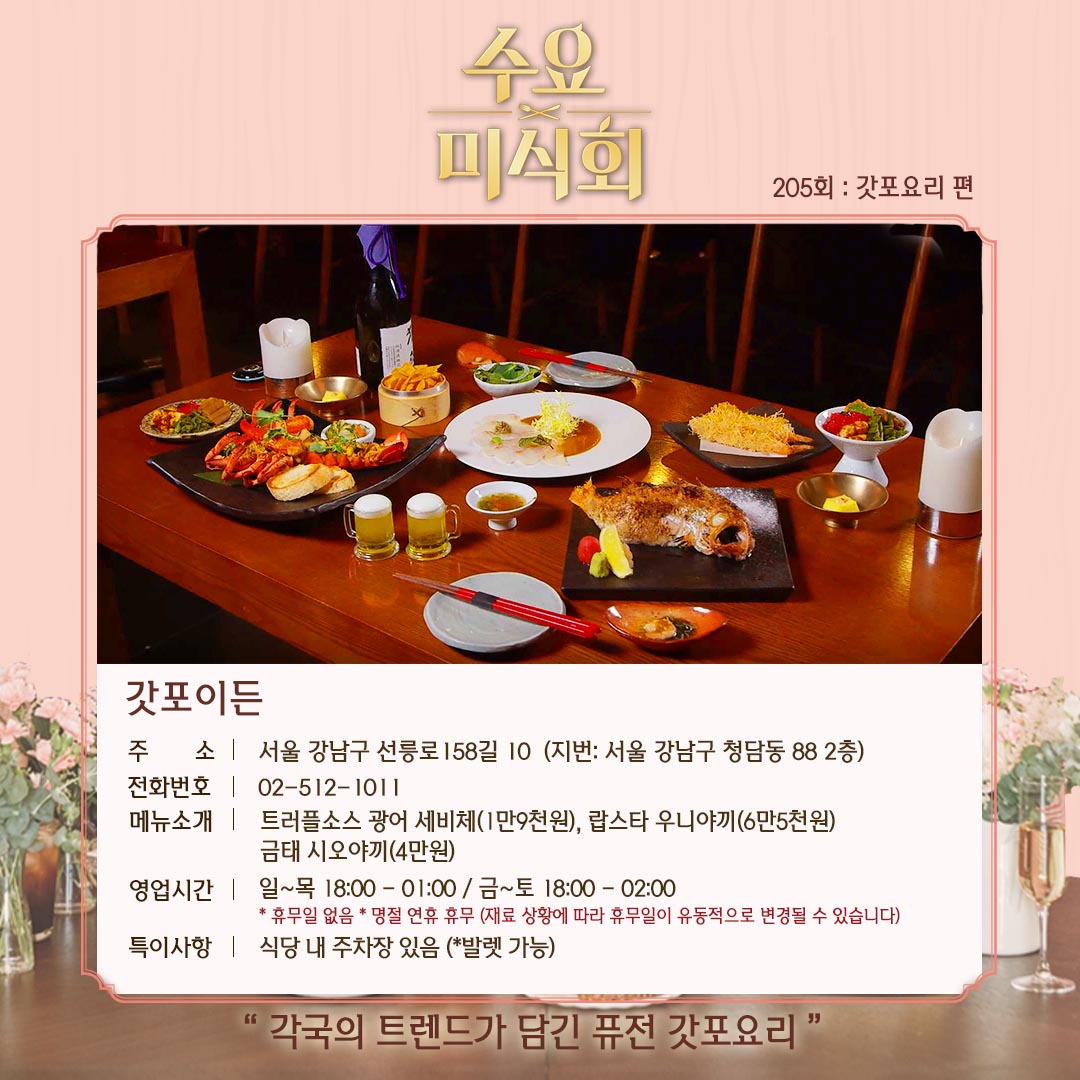 수요
미식회
205회 : 갓포요리 편
갓포이든
주 소 | 서울 강남구 선릉로158길 10 (지번: 서울 강남구 청담동 88 2층)
전화번호 | 02-512-1011
메뉴소개 | 트러플소스 광어 세비체(1만9천원), 랍스타 우니야끼(6만5천원)
금태 시오야끼(4만원)
영업시간 | 일~목 18:00 - 01:00 / 금~토 18:00 - 02:00
* 휴무일 없음 * 명절 연휴 휴무 (재료 상황에 따라 휴무일이 유동적으로 변경될 수 있습니다)
특이사항 | 식당 내 주차장 있음 (*발렛 가능)
“ 각국의 트렌드가 담긴 퓨전 갓포요리 ”